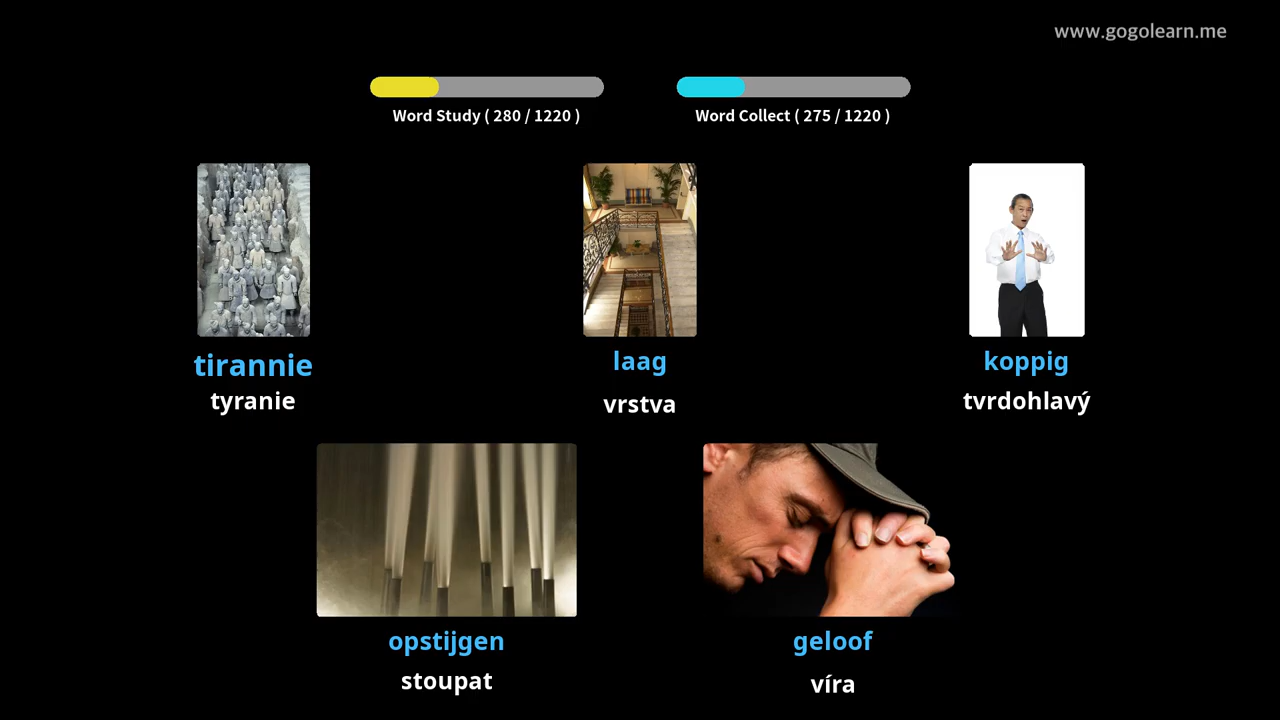 www.gogolearn.me
Word Study ( 280 / 1220 )
Word Collect ( 275 / 1220 )
tirannie
tyranie
laag
vrstva
koppig
tvrdohlavý
opstijgen
stoupat
geloof
víra